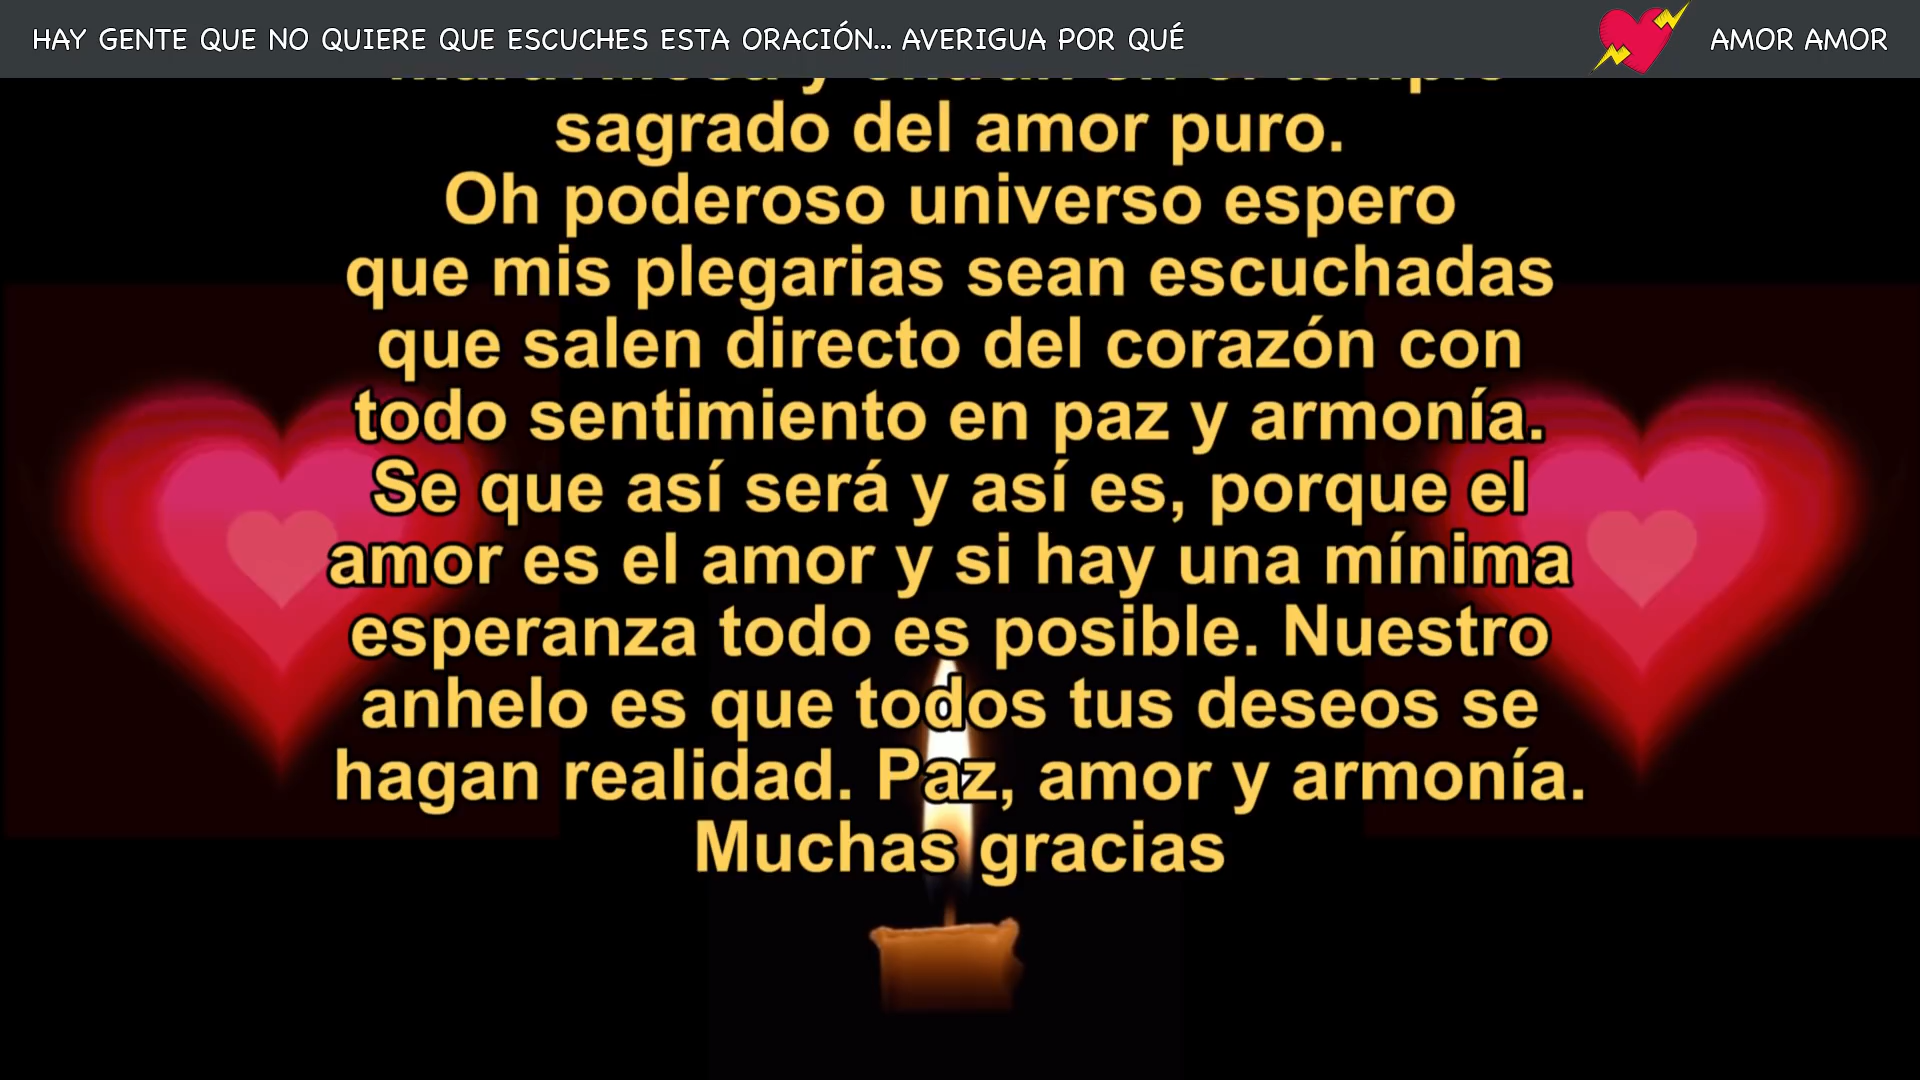 HAY GENTE QUE NO QUIERE QUE ESCUCHES ESTA ORACIÓN... AVERIGUA POR QUÉ
AMOR AMOR
sagrado del amor puro.
Oh poderoso universo espero
que mis plegarias sean escuchadas
que salen directo del corazón con
todo sentimiento en paz y armonía.
Se que así será y así es, porque el
amor es el amor y si hay una mínima
esperanza todo es posible. Nuestro
anhelo es que todos tus deseos se
hagan realidad. Paz, amor y armonía.
Muchas gracias